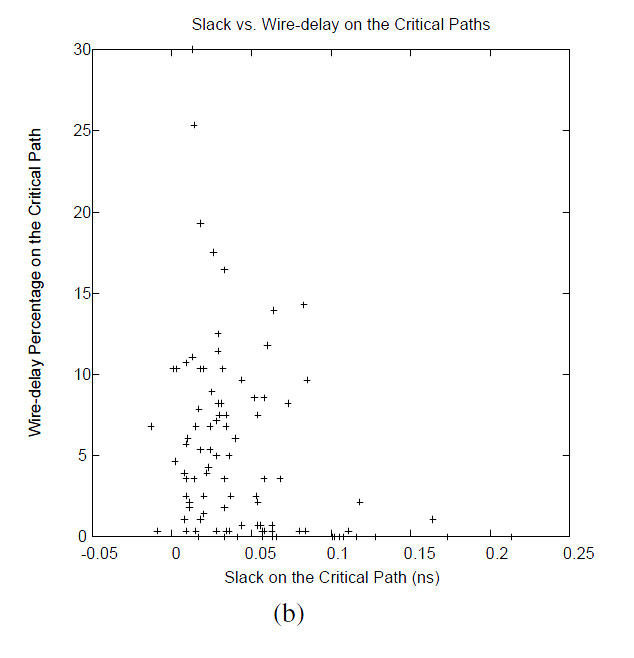 Slack vs. Wire-delay on the Critical Paths
30
25
20
15
10
5
0
Wire-delay Percentage on the Critical Path
-0.05 0 0.05 0.1 0.15 0.2 0.25
Slack on the Critical Path (ns)
(b)